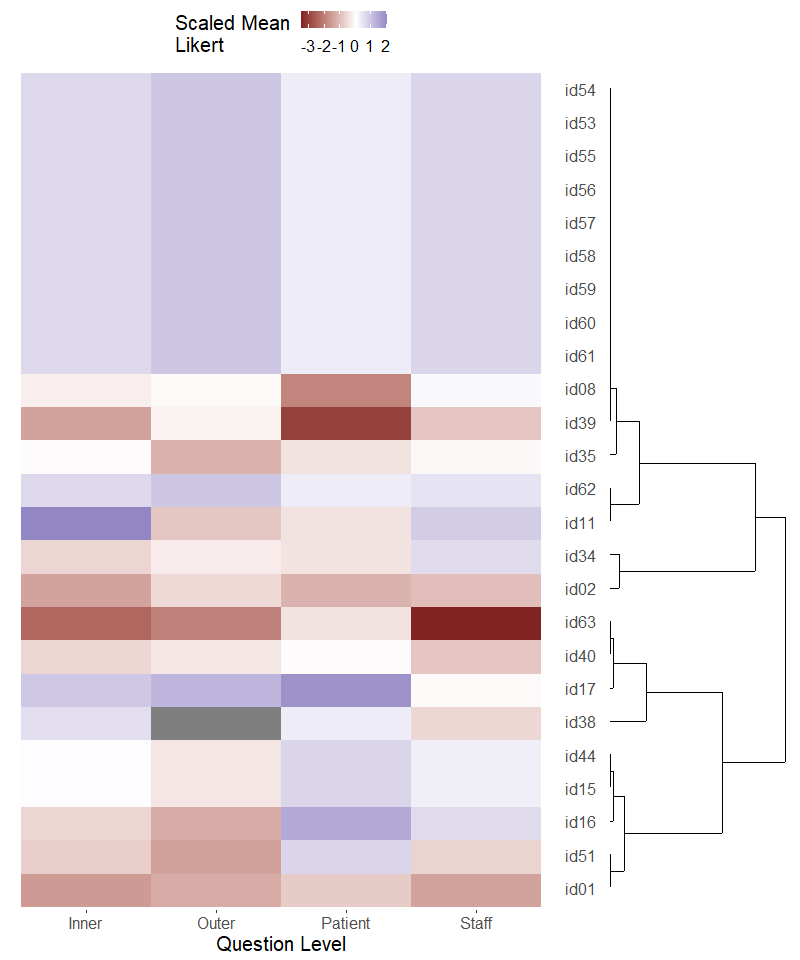 Scaled Mean
Likert
-3 -2 -1 0 1 2
id54
id53
id55
id56
id57
id58
id59
id60
id61
id08
id39
id35
id62
id11
id34
id02
id63
id40
id17
id38
id44
id15
id16
id51
id01
Inner Outer Patient Staff
Question Level